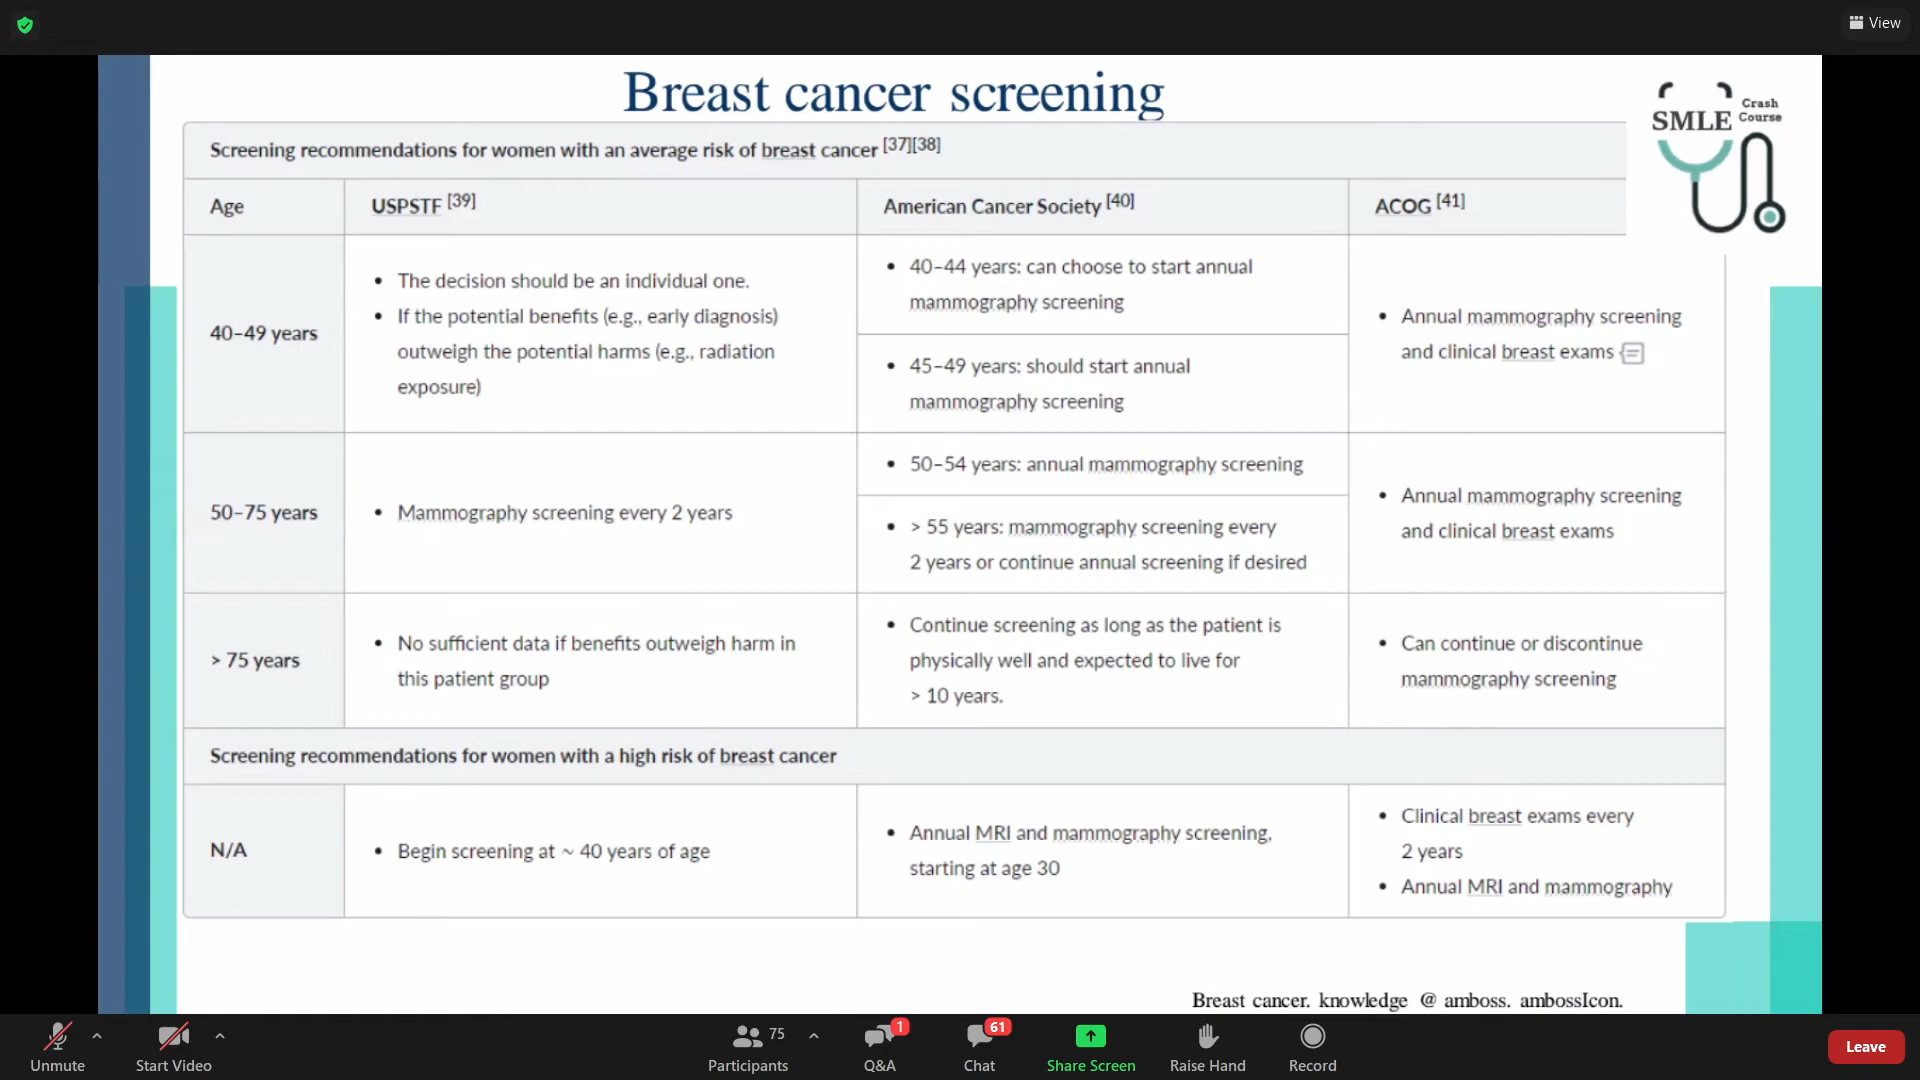 View
Breast cancer screening
SMLE Crash
Course
Screening recommendations for women with an average risk of breast cancer [37][38]
Age
USPSTF [39]
American Cancer Society [40]
ACOG [41]
40–49 years
• The decision should be an individual one.
• If the potential benefits (e.g., early diagnosis)
outweigh the potential harms (e.g., radiation
exposure)
• 40–44 years: can choose to start annual
mammography screening
• 45–49 years: should start annual
mammography screening
• Annual mammography screening
and clinical breast exams
50–75 years
• Mammography screening every 2 years
• 50–54 years: annual mammography screening
• > 55 years: mammography screening every
2 years or continue annual screening if desired
• Annual mammography screening
and clinical breast exams
> 75 years
• No sufficient data if benefits outweigh harm in
this patient group
• Continue screening as long as the patient is
physically well and expected to live for
> 10 years.
• Can continue or discontinue
mammography screening
Screening recommendations for women with a high risk of breast cancer
N/A
• Begin screening at ~ 40 years of age
• Annual MRI and mammography screening,
starting at age 30
• Clinical breast exams every
2 years
• Annual MRI and mammography
Breast cancer. knowledge @ amboss. ambossIcon.
Unmute
Start Video
75
Participants
1
Q&A
61
Chat
Share Screen
Raise Hand
Record
Leave